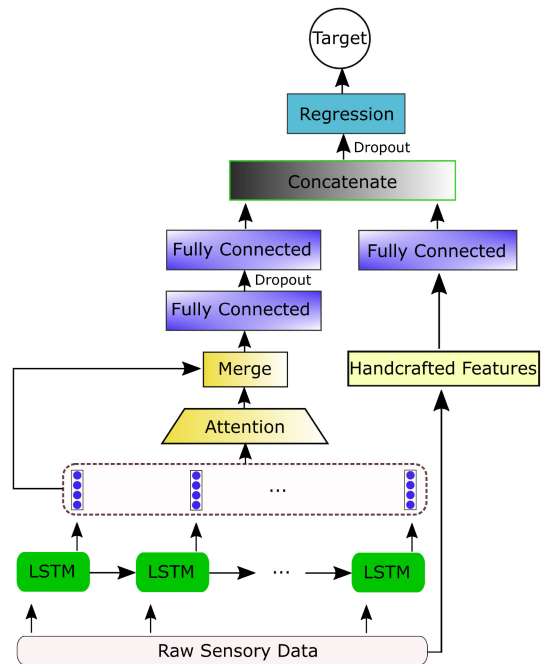 Target
Regression
Dropout
Concatenate
Fully Connected
Fully Connected
Dropout
Fully Connected
Merge
Handcrafted Features
Attention
...
LSTM
LSTM
...
LSTM
Raw Sensory Data